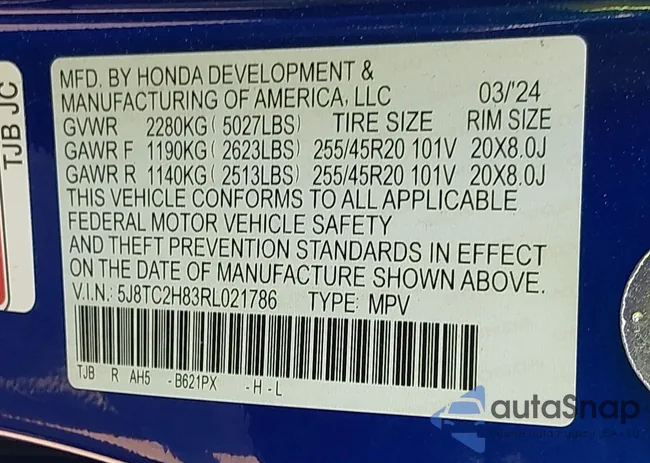 TJB JC
MFD. BY HONDA DEVELOPMENT &
MANUFACTURING OF AMERICA, LLC 03/'24
GVWR 2280KG ( 5027LBS) TIRE SIZE RIM SIZE
GAWR F 1190KG ( 2623LBS) 255/45R20 101V 20X8.0J
GAWR R 1140KG ( 2513LBS) 255/45R20 101V 20X8.0J
THIS VEHICLE CONFORMS TO ALL APPLICABLE
FEDERAL MOTOR VEHICLE SAFETY
AND THEFT PREVENTION STANDARDS IN EFFECT
ON THE DATE OF MANUFACTURE SHOWN ABOVE.
V.I.N.: 5J8TC2H83RL021786 TYPE: MPV
TJB R AH5 - B621PX - H - L
autaSnap